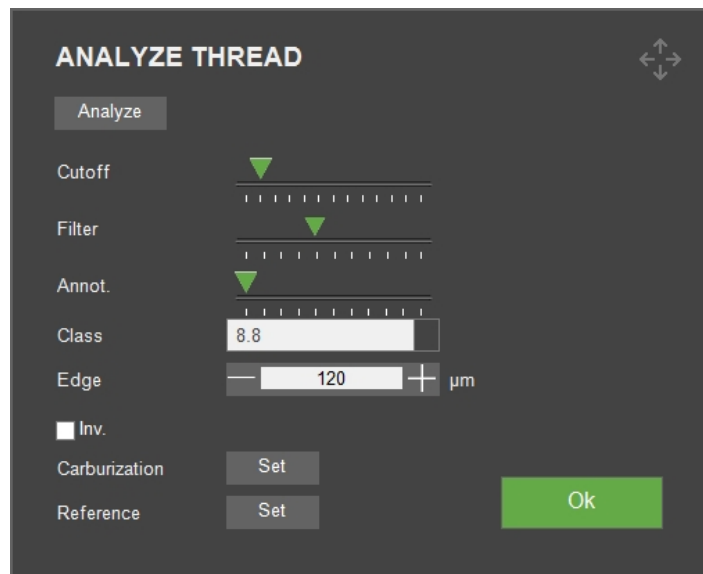 ANALYZE THREAD
Analyze
Cutoff
Filter
Annot.
Class 8.8
Edge 120 µm
Inv.
Carburization Set
Reference Set
Ok